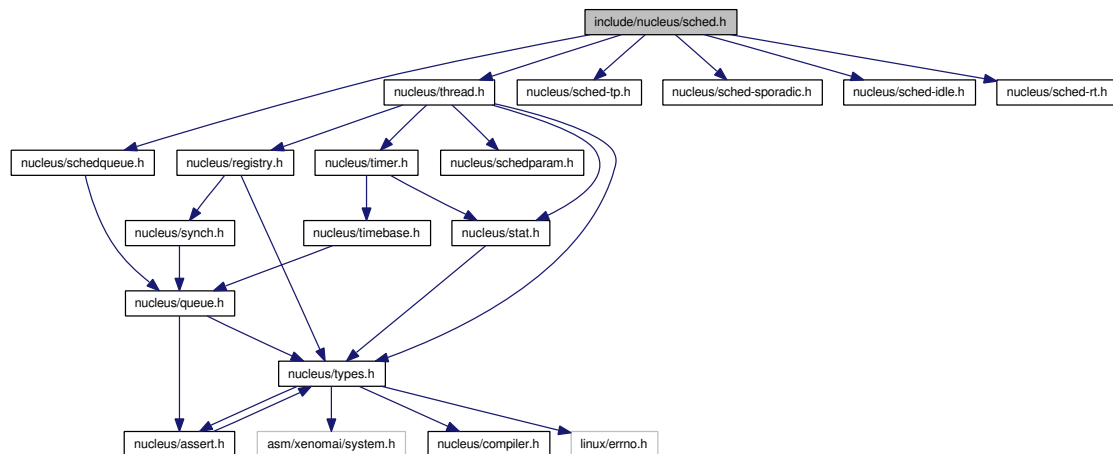 include/nucleus/sched.h
nucleus/thread.h
nucleus/sched-tp.h
nucleus/sched-sporadic.h
nucleus/sched-idle.h
nucleus/sched-rt.h
nucleus/schedqueue.h
nucleus/registry.h
nucleus/timer.h
nucleus/schedparam.h
nucleus/synch.h
nucleus/timebase.h
nucleus/stat.h
nucleus/queue.h
nucleus/types.h
nucleus/assert.h
asm/xenomai/system.h
nucleus/compiler.h
linux/errno.h